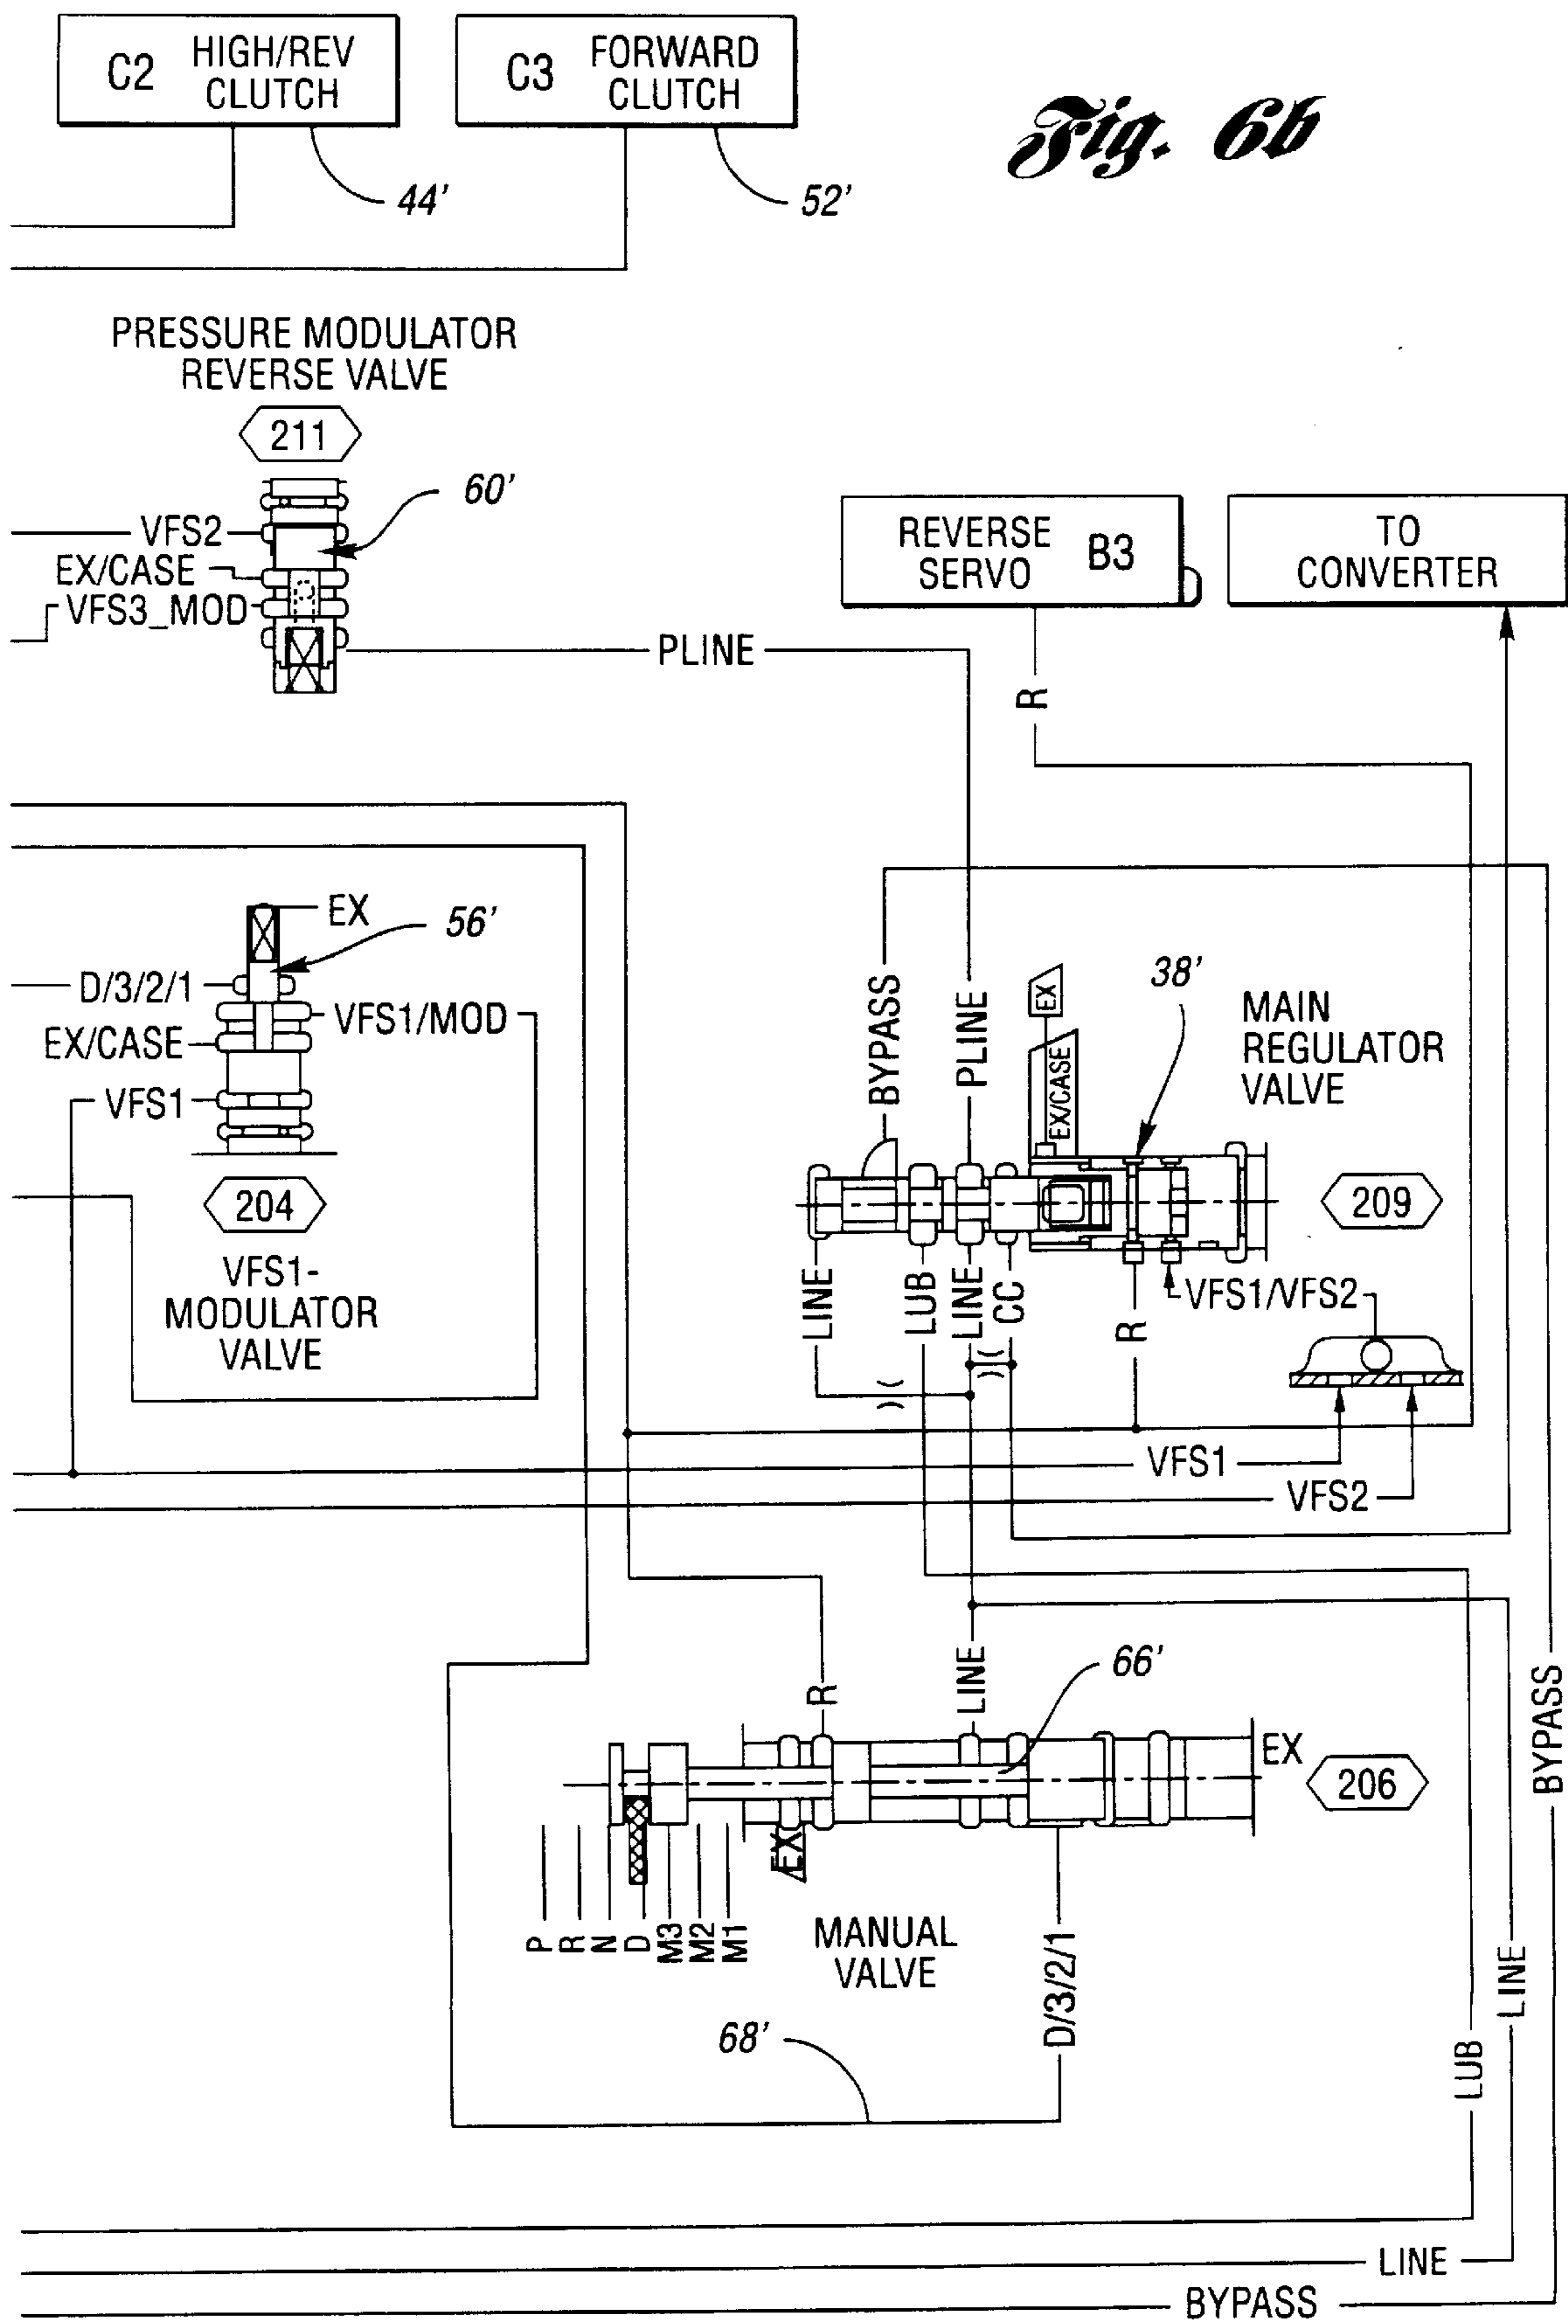 C2 HIGH/REV CLUTCH
C3 FORWARD CLUTCH
Fig. 6b
44'
52'
PRESSURE MODULATOR
REVERSE VALVE
211
60'
VFS2
EX/CASE
VFS3_MOD
PLINE
REVERSE SERVO B3
TO CONVERTER
R
EX
56'
D/3/2/1
VFS1/MOD
EX/CASE
VFS1
204
VFS1-
MODULATOR
VALVE
BYPASS
PLINE
EX
EX/CASE
38'
MAIN
REGULATOR
VALVE
209
LINE
LUB
LINE
CC
R
VFS1/VFS2
VFS1
VFS2
R
LINE
66'
EX
206
EX
P
R
N
D
M3
M2
M1
MANUAL
VALVE
D/3/2/1
68'
BYPASS
LINE
LUB
LINE
BYPASS